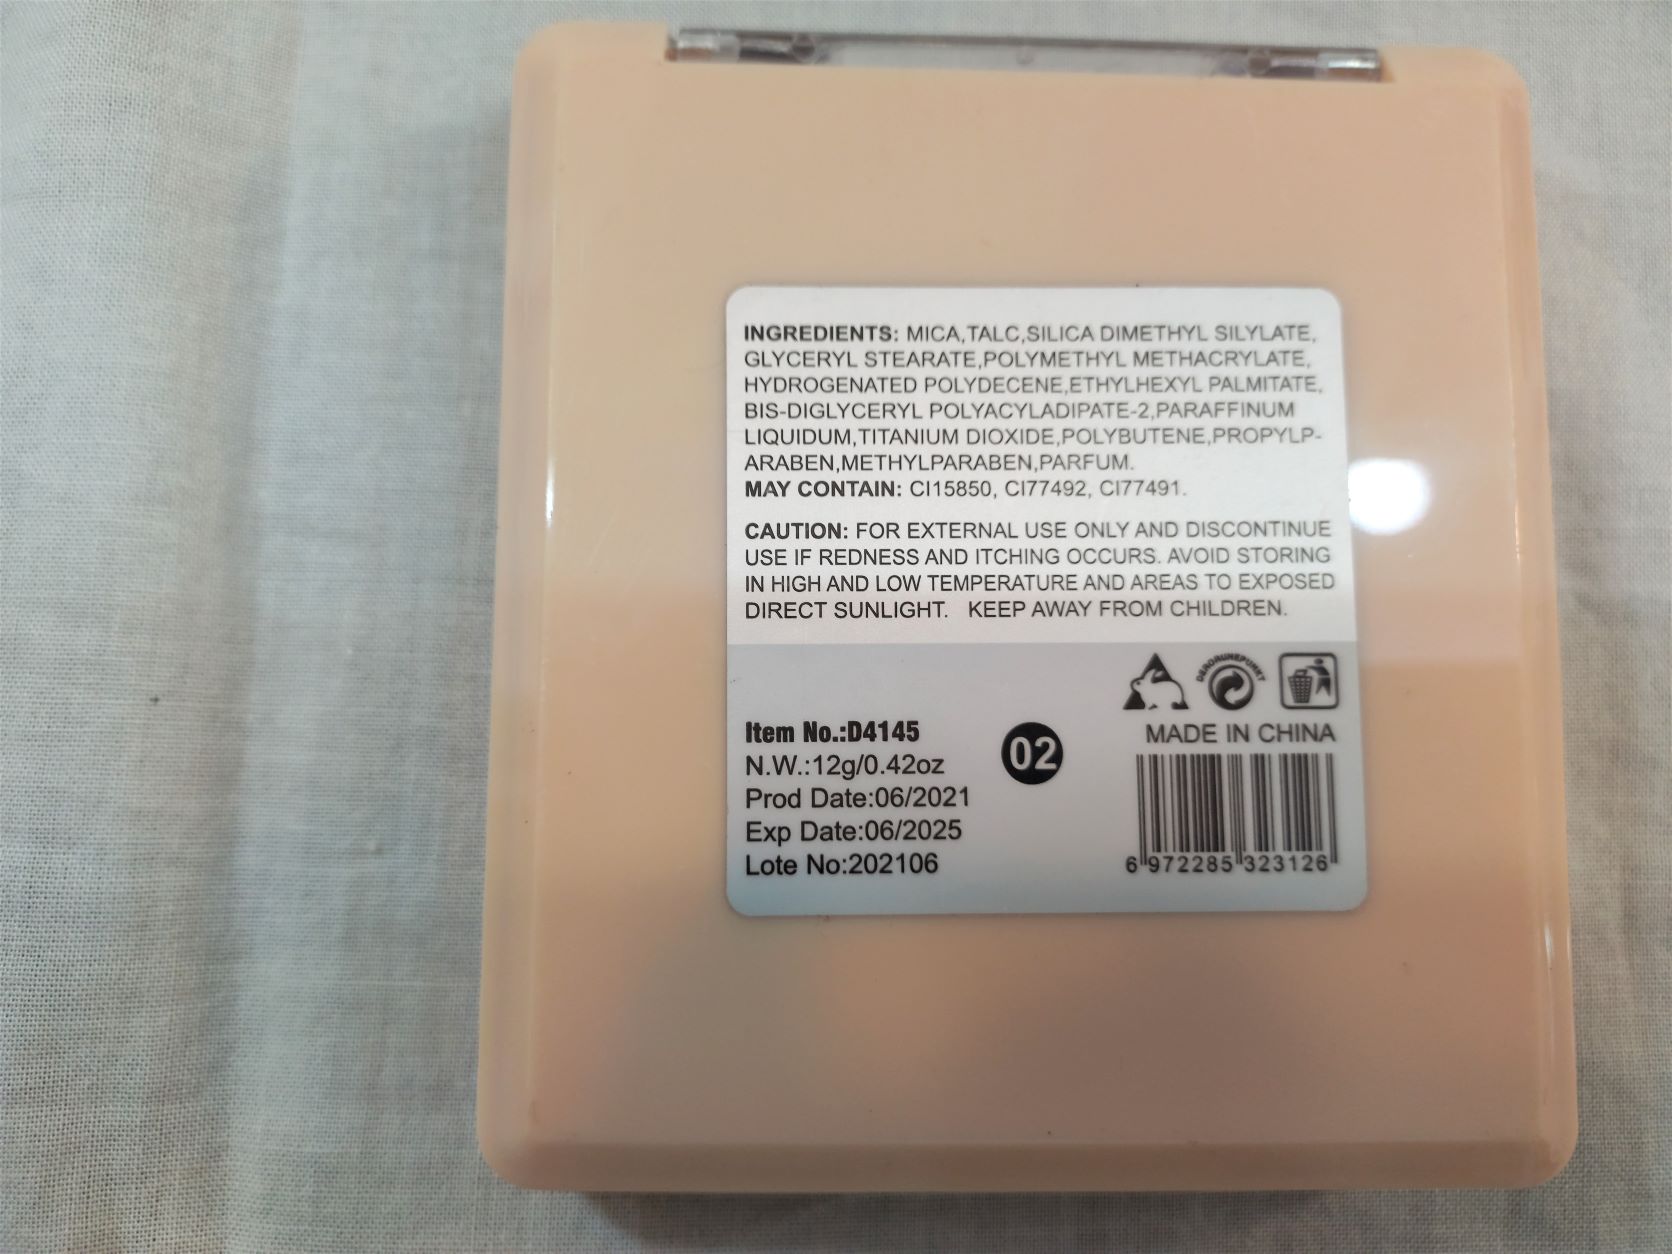 INGREDIENTS: MICA,TALC,SILICA DIMETHYL SILYLATE,
GLYCERYL STEARATE,POLYMETHYL METHACRYLATE,
HYDROGENATED POLYDECENE,ETHYLHEXYL PALMITATE,
BIS-DIGLYCERYL POLYACYLADIPATE-2,PARAFFINUM
LIQUIDUM,TITANIUM DIOXIDE,POLYBUTENE,PROPYLP-
ARABEN,METHYLPARABEN,PARFUM.
MAY CONTAIN: CI15850, CI77492, CI77491.
CAUTION: FOR EXTERNAL USE ONLY AND DISCONTINUE
USE IF REDNESS AND ITCHING OCCURS. AVOID STORING
IN HIGH AND LOW TEMPERATURE AND AREAS TO EXPOSED
DIRECT SUNLIGHT. KEEP AWAY FROM CHILDREN.
Item No.:D4145
N.W.:12g/0.42oz
Prod Date:06/2021
Exp Date:06/2025
Lote No:202106
02
MADE IN CHINA
6 972285 323126